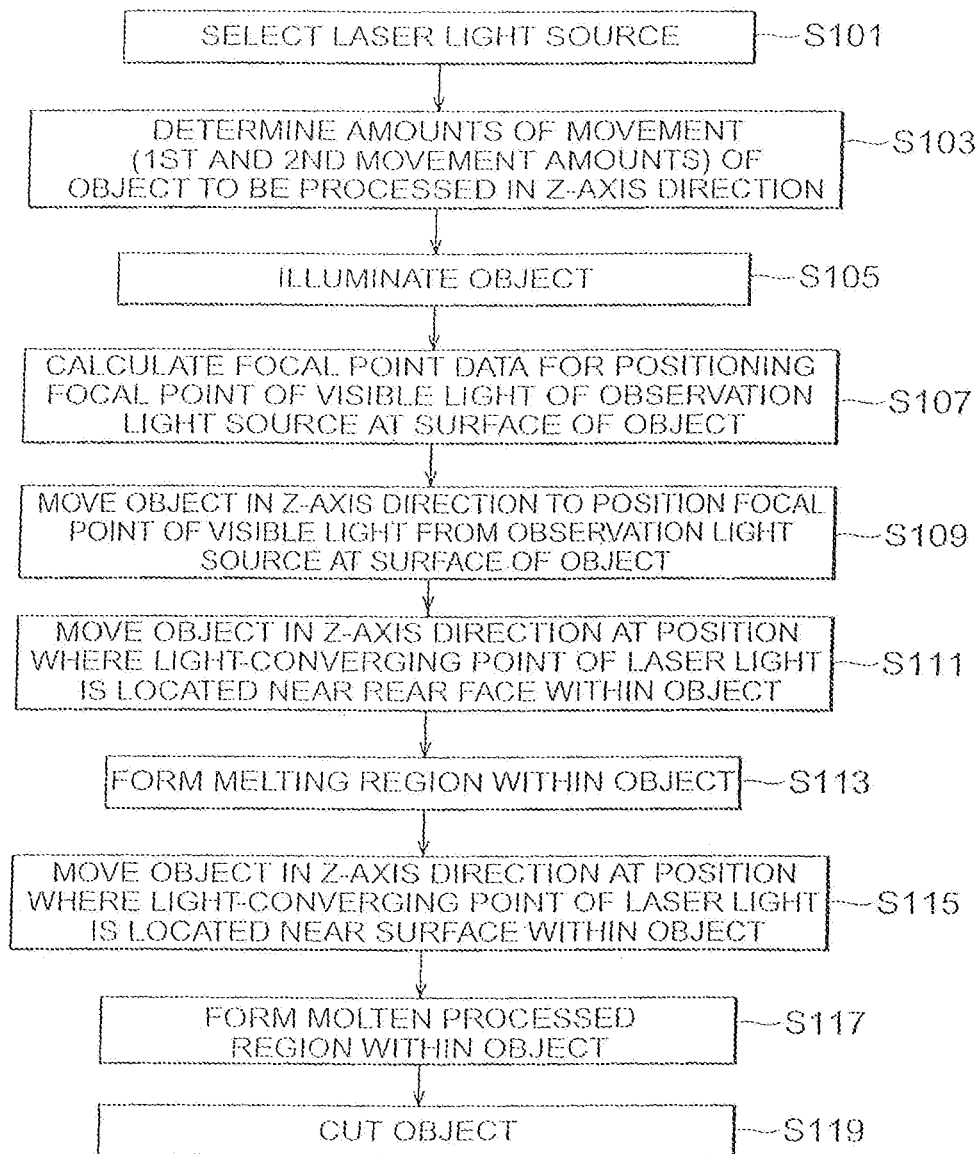 SELECT LASER LIGHT SOURCE
S101
DETERMINE AMOUNTS OF MOVEMENT
(1ST AND 2ND MOVEMENT AMOUNTS) OF
OBJECT TO BE PROCESSED IN Z-AXIS DIRECTION
S103
ILLUMINATE OBJECT
S105
CALCULATE FOCAL POINT DATA FOR POSITIONING
FOCAL POINT OF VISIBLE LIGHT OF OBSERVATION
LIGHT SOURCE AT SURFACE OF OBJECT
S107
MOVE OBJECT IN Z-AXIS DIRECTION TO POSITION FOCAL
POINT OF VISIBLE LIGHT FROM OBSERVATION LIGHT
SOURCE AT SURFACE OF OBJECT
S109
MOVE OBJECT IN Z-AXIS DIRECTION AT POSITION
WHERE LIGHT-CONVERGING POINT OF LASER LIGHT
IS LOCATED NEAR REAR FACE WITHIN OBJECT
S111
FORM MELTING REGION WITHIN OBJECT
S113
MOVE OBJECT IN Z-AXIS DIRECTION AT POSITION
WHERE LIGHT-CONVERGING POINT OF LASER LIGHT
IS LOCATED NEAR SURFACE WITHIN OBJECT
S115
FORM MOLTEN PROCESSED
REGION WITHIN OBJECT
S117
CUT OBJECT
S119